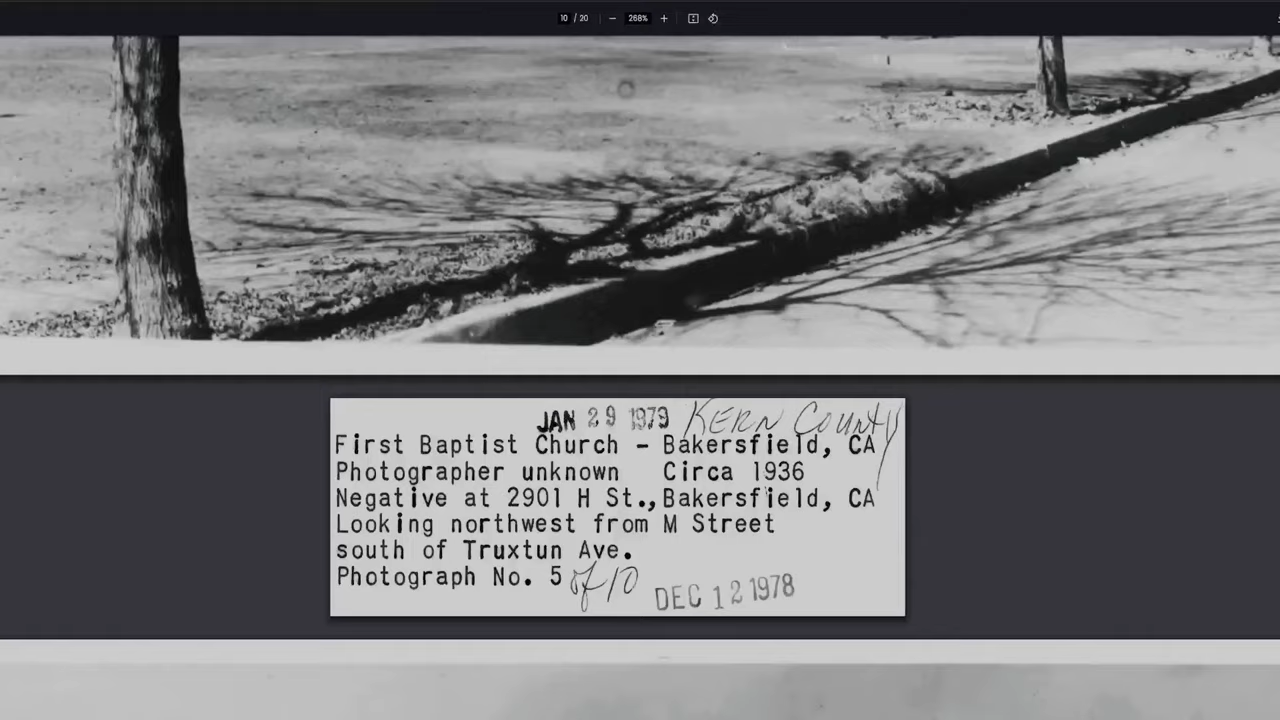 10 / 20 − 268% +
JAN 29 1979 KERN COUNTY
First Baptist Church - Bakersfield, CA
Photographer unknown Circa 1936
Negative at 2901 H St., Bakersfield, CA
Looking northwest from M Street
south of Truxtun Ave.
Photograph No. 5 of 10
DEC 12 1978